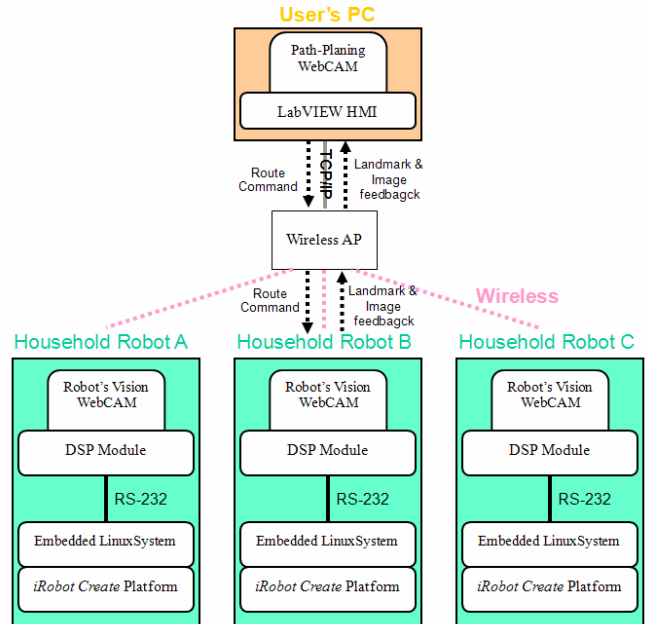 User's PC
Path-Planing
WebCAM
LabVIEW HMI
Route
Command
TCP/IP
Landmark &
Image
feedbagck
Wireless AP
Route
Command
Landmark &
Image
feedbagck
Wireless
Household Robot A
Household Robot B
Household Robot C
Robot's Vision
WebCAM
DSP Module
RS-232
Embedded LinuxSystem
iRobot Create Platform
Robot's Vision
WebCAM
DSP Module
RS-232
Embedded LinuxSystem
iRobot Create Platform
Robot's Vision
WebCAM
DSP Module
RS-232
Embedded LinuxSystem
iRobot Create Platform